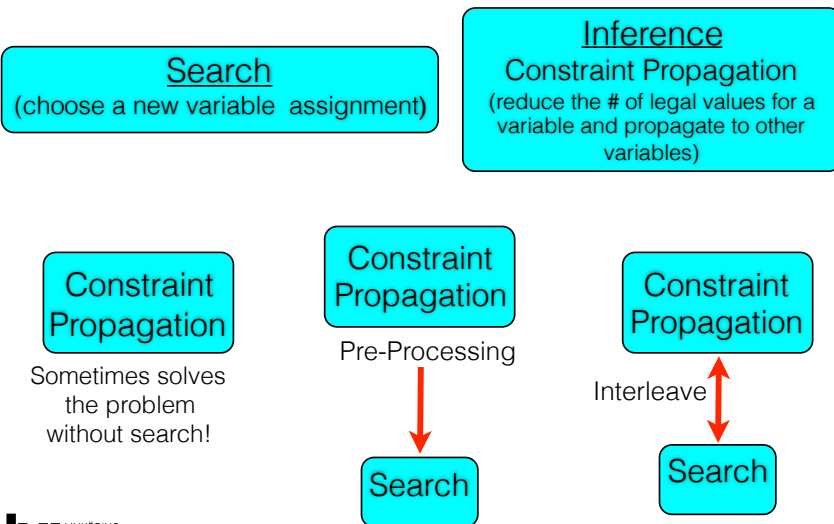 Search
(choose a new variable assignment)
Inference
Constraint Propagation
(reduce the # of legal values for a
variable and propagate to other
variables)
Constraint
Propagation
Sometimes solves
the problem
without search!
Constraint
Propagation
Pre-Processing
Search
Constraint
Propagation
Interleave
Search